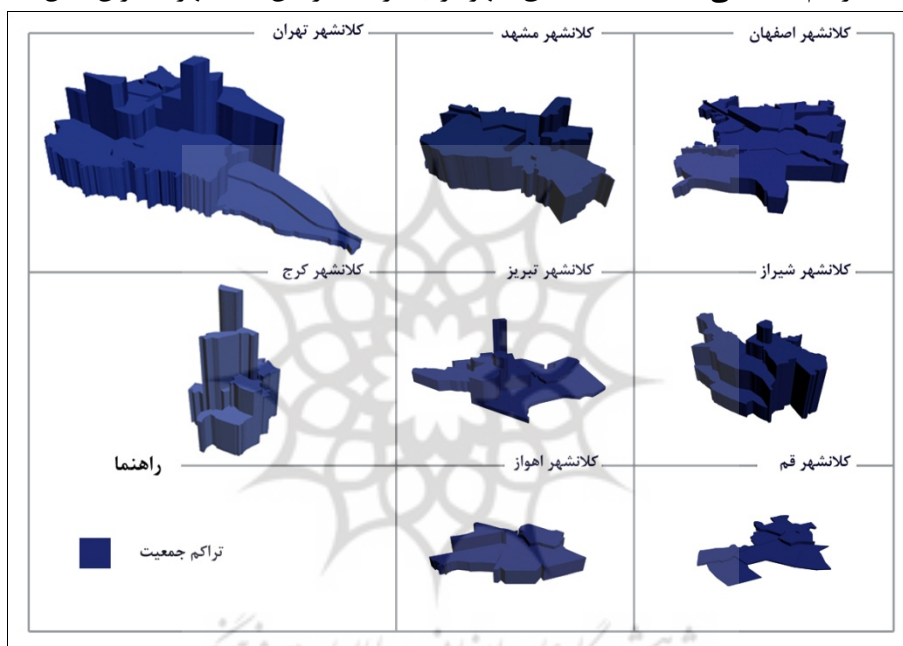 کلانشهر تهران
کلانشهر مشهد
کلانشهر اصفهان
کلانشهر کرج
کلانشهر تبریز
کلانشهر شیراز
راهنما
کلانشهر اهواز
کلانشهر قم
تراکم جمعیت